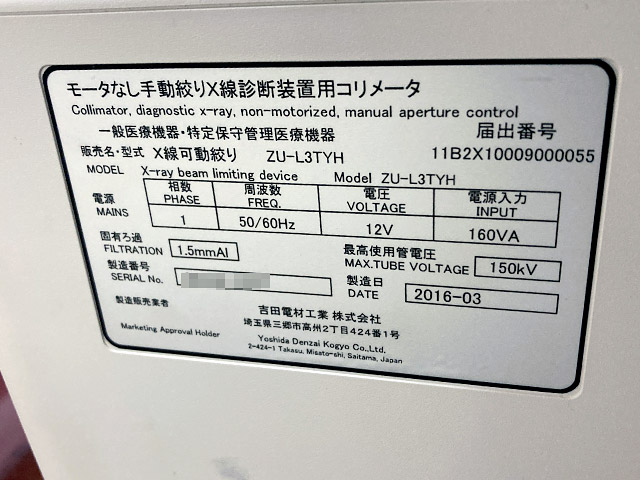 モータなし手動絞りX線診断装置用コリメータ
Collimator, diagnostic x-ray, non-motorized, manual aperture control
一般医療機器・特定保守管理医療機器 届出番号
販売名・型式 X線可動絞り ZU-L3TYH 11B2X10009000055
MODEL X-ray beam limiting device Model ZU-L3TYH
電源 相数 周波数 電圧 電源入力
MAINS PHASE FREQ. VOLTAGE INPUT
1 50/60Hz 12V 160VA
固有ろ過 最高使用管電圧
FILTRATION 1.5mmAl MAX.TUBE VOLTAGE 150kV
製造番号 製造日
SERIAL No. DATE 2016-03
製造販売業者 吉田電材工業 株式会社
埼玉県三郷市高州2丁目424番1号
Marketing Approval Holder Yoshida Denzai Kogyo Co.,Ltd.
2-424-1 Takasu, Misato-shi, Saitama, Japan